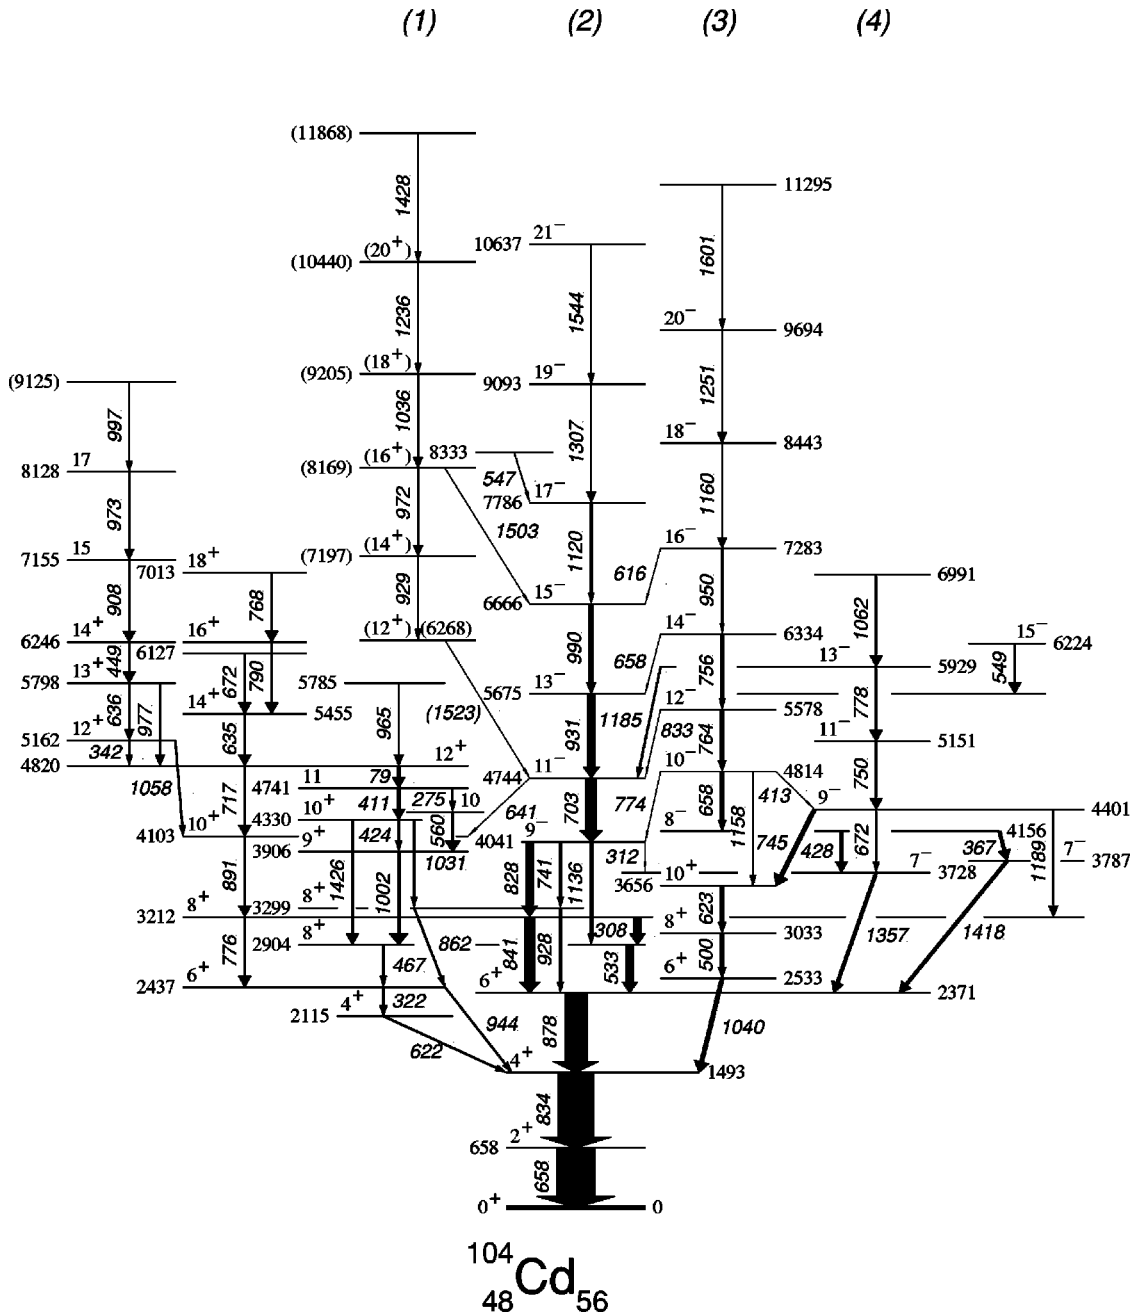 (1) (2) (3) (4)
(11868)
11295
1428
(20⁺) 21⁻
10637
(10440)
1601
1236 1544
20⁻
9694
(18⁺)
(9205) 19⁻
(9125) 9093
997 1036 1307 1251
18⁻
8443
17 (16⁺) 8333
8128 (8169)
547 17⁻
7786
973 972 1503 1120 1160
16⁻
15 (14⁺) 7283
7155 18⁺ (7197)
7013 616 6991
15⁻
6666
908 768 929 950 1062
14⁺ 16⁺ (12⁺) (6268) 14⁻ 15⁻
6246 6334 6224
6127
449 990 658 13⁻
13⁺ 672 790 756 5929 549
5798 5785 13⁻
5675 12⁻ 778
636 977 14⁺ 5455 (1523) 1185 5578
12⁺ 635 965 931 833 764 11⁻
5162 5151
342 12⁺ 10⁻
4820 79 4744 11⁻ 4814 750
1058 4741 11 275 10 774 413 9⁻
717 10⁺ 411 641 703 658 1158 4401
10⁺ 4330 8⁻
4103 9⁺ 424 560 4041 9⁻ 745 672 4156
3906 1031 312 428 367 7⁻
10⁺ 7⁻ 3787
891 1426 1002 828 741 1136 3656 3728 1189
8⁺ 8⁺ 623
3212 3299 8⁺
8⁺ 308 3033
2904 862 841 928 1357 1418
776 467 533 500
6⁺ 6⁺ 6⁺
2437 2533
322 2371
4⁺
2115 944 878 1040
622
4⁺
1493
834
2⁺
658
658
0⁺ 0
104
Cd
48 56